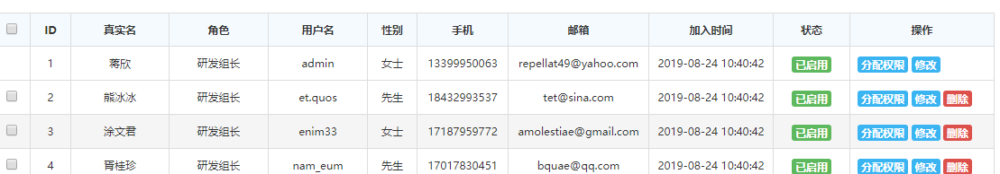 ID 真实名 角色 用户名 性别 手机 邮箱 加入时间 状态 操作
1 蒋欣 研发组长 admin 女士 13399950063 repellat49@yahoo.com 2019-08-24 10:40:42 已启用 分配权限 修改
2 熊冰冰 研发组长 et.quos 先生 18432993537 tet@sina.com 2019-08-24 10:40:42 已启用 分配权限 修改 删除
3 涂文君 研发组长 enim33 女士 17187959772 amolestiae@gmail.com 2019-08-24 10:40:42 已启用 分配权限 修改 删除
4 胥桂珍 研发组长 nam_eum 先生 17017830451 bquae@qq.com 2019-08-24 10:40:42 已启用 分配权限 修改 删除